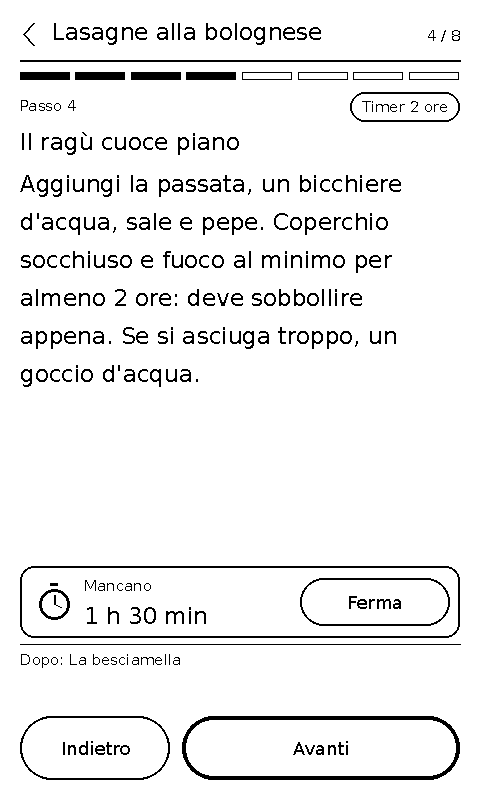 Lasagne alla bolognese
4 / 8
Passo 4
Timer 2 ore
Il ragù cuoce piano
Aggiungi la passata, un bicchiere
d'acqua, sale e pepe. Coperchio
socchiuso e fuoco al minimo per
almeno 2 ore: deve sobbollire
appena. Se si asciuga troppo, un
goccio d'acqua.
Mancano
1 h 30 min
Ferma
Dopo: La besciamella
Indietro
Avanti